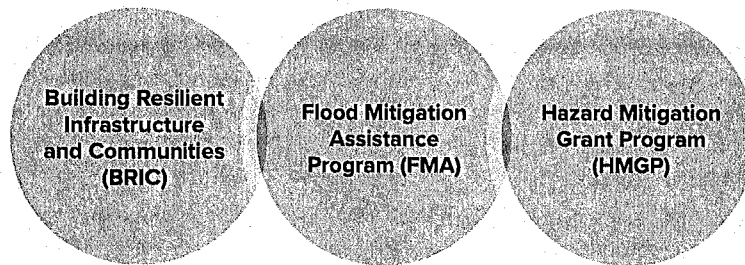 Building Resilient
Infrastructure
and Communities
(BRIC)
Flood Mitigation
Assistance
Program (FMA)
Hazard Mitigation
Grant Program
(HMGP)